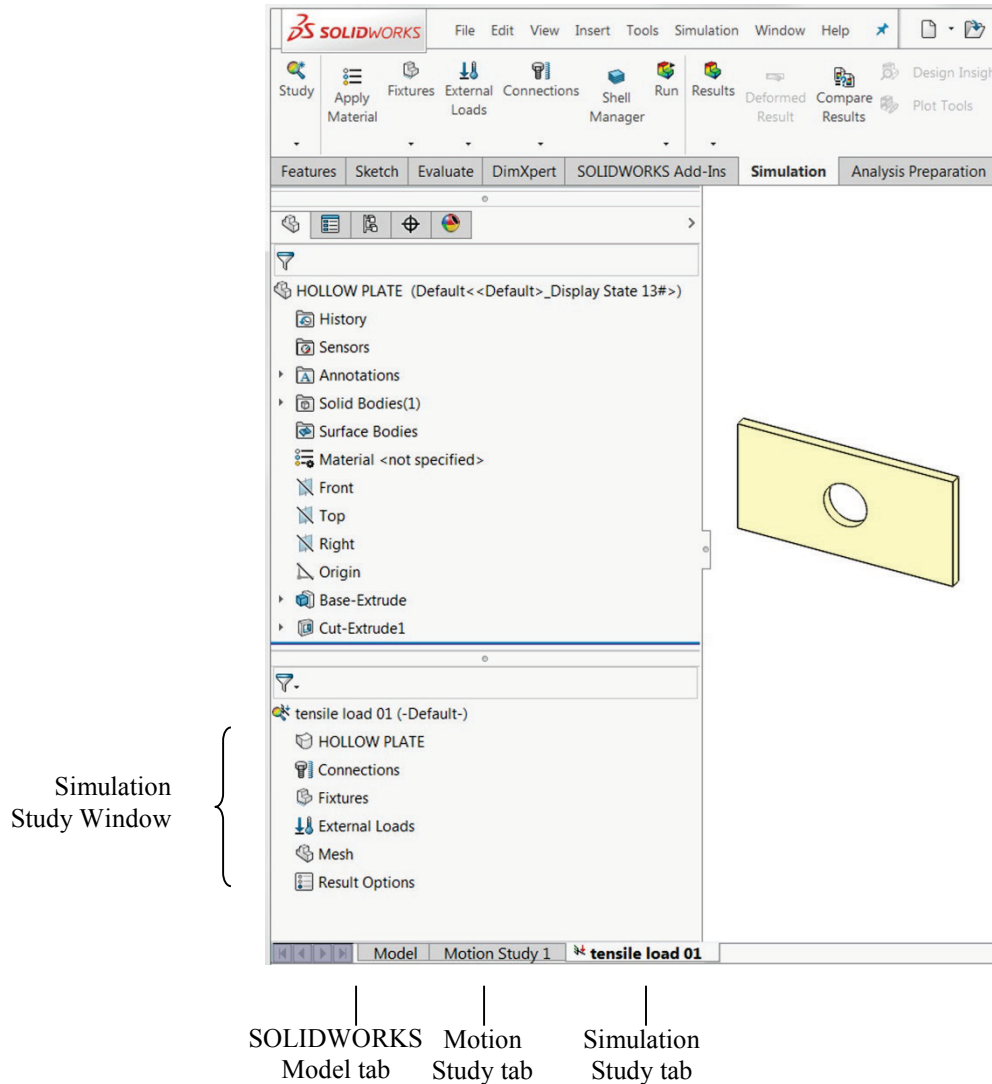 SOLIDWORKS File Edit View Insert Tools Simulation Window Help
Study Apply Material Fixtures External Loads Connections Shell Manager Run Results Deformed Result Compare Results Design Insigh
Plot Tools
Features Sketch Evaluate DimXpert SOLIDWORKS Add-Ins Simulation Analysis Preparation
HOLLOW PLATE (Default<<Default>_Display State 13#>)
History
Sensors
Annotations
Solid Bodies(1)
Surface Bodies
Material <not specified>
Front
Top
Right
Origin
Base-Extrude
Cut-Extrude1
tensile load 01 (-Default-)
HOLLOW PLATE
Connections
Fixtures
External Loads
Mesh
Result Options
Simulation
Study Window
Model Motion Study 1 tensile load 01
SOLIDWORKS Motion Simulation
Model tab Study tab Study tab